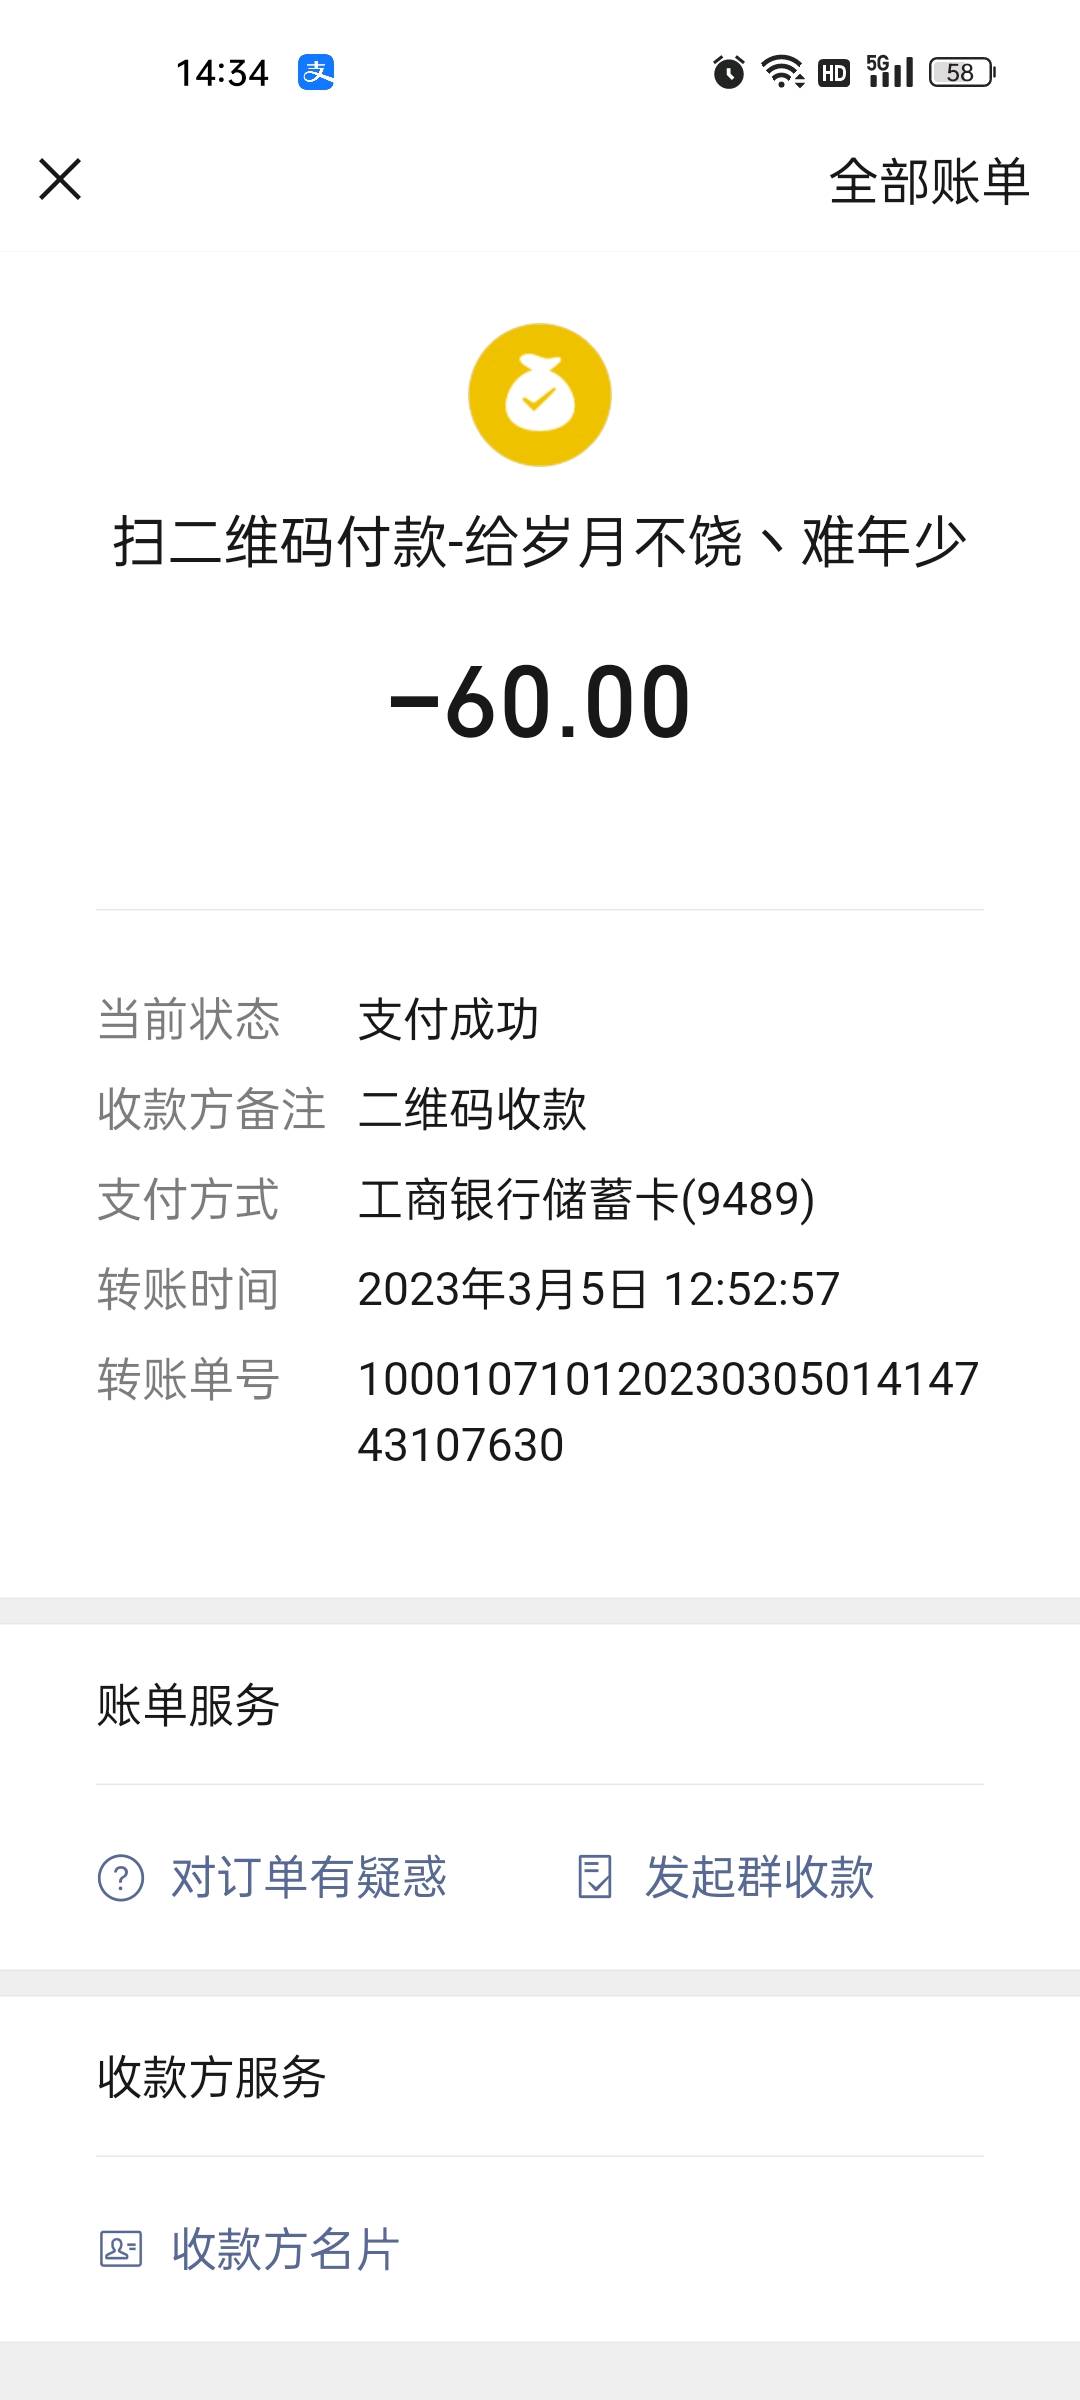 14:34 支 HD 5G 58
全部账单
扫二维码付款-给岁月不饶丶难年少
-60.00
当前状态 支付成功
收款方备注 二维码收款
支付方式 工商银行储蓄卡(9489)
转账时间 2023年3月5日 12:52:57
转账单号 100010710120230305014147
43107630
账单服务
对订单有疑惑 发起群收款
收款方服务
收款方名片